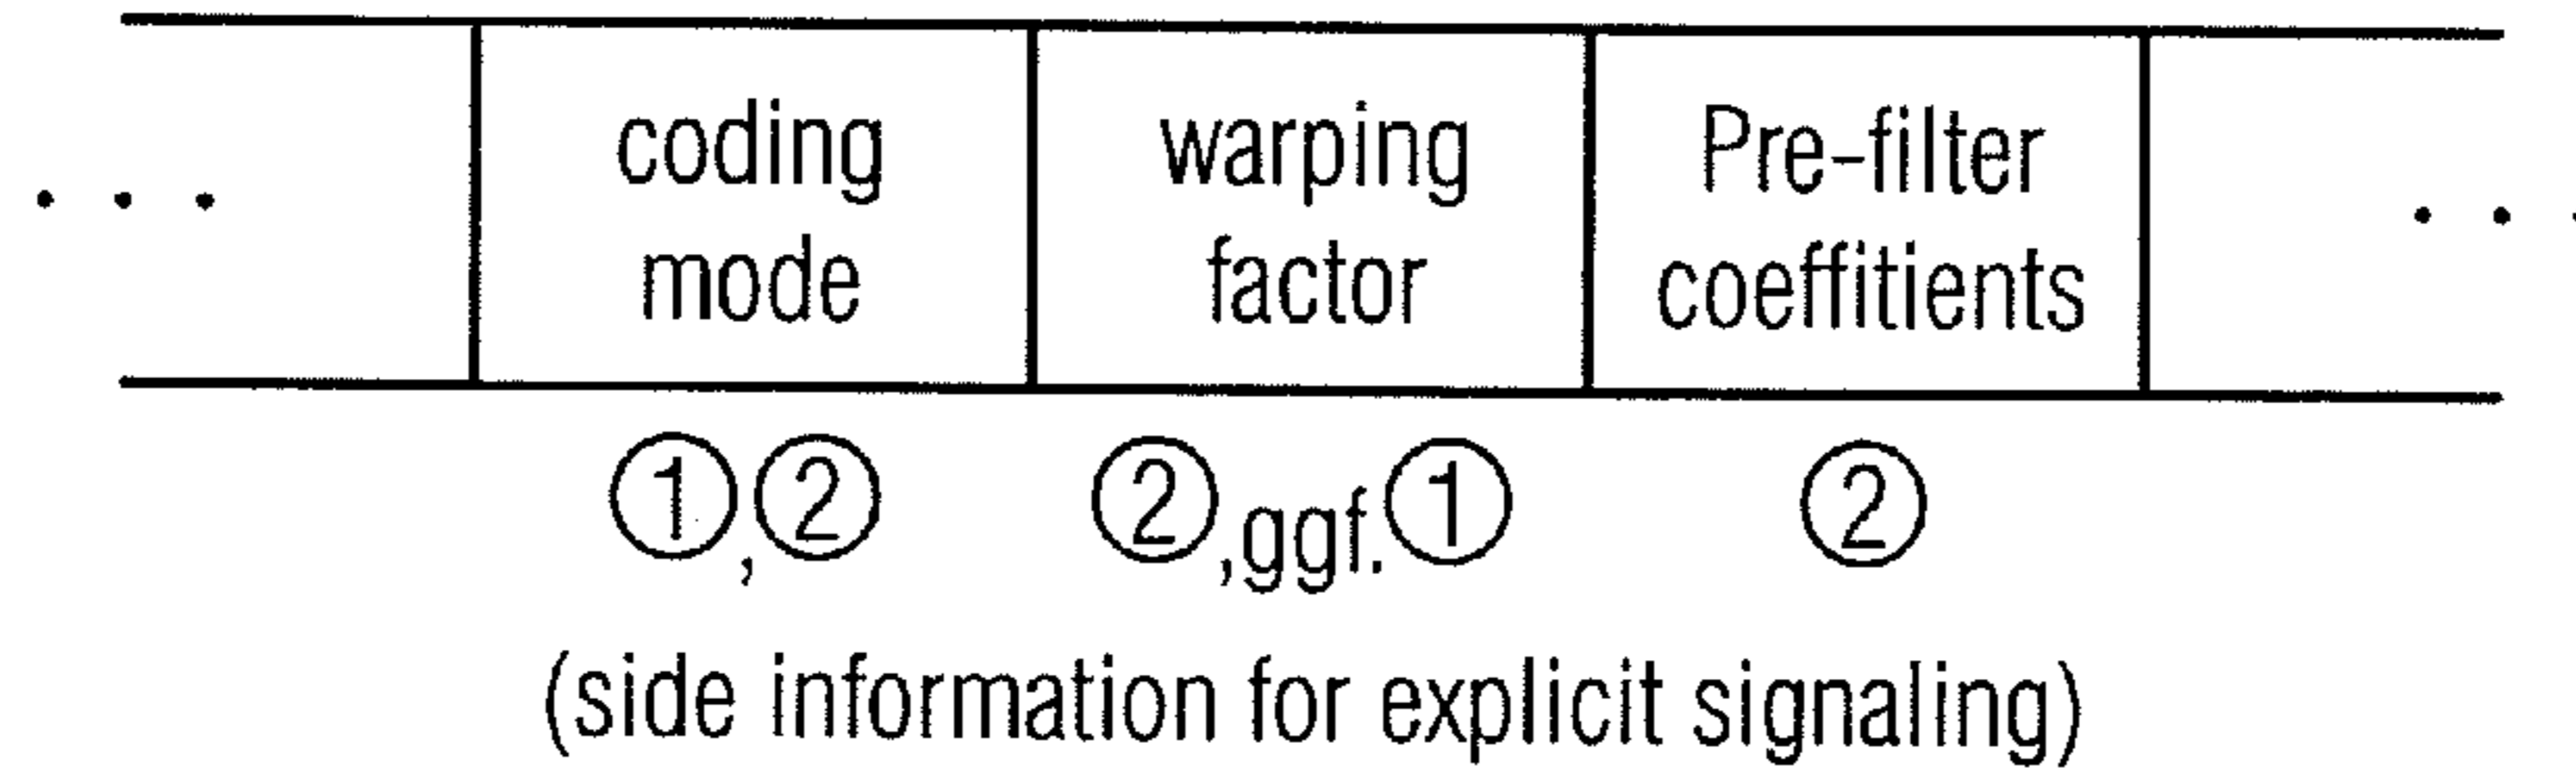 . . .
coding
mode
warping
factor
Pre-filter
coeffitients
. . .
①,②
②,ggf.①
②
(side information for explicit signaling)